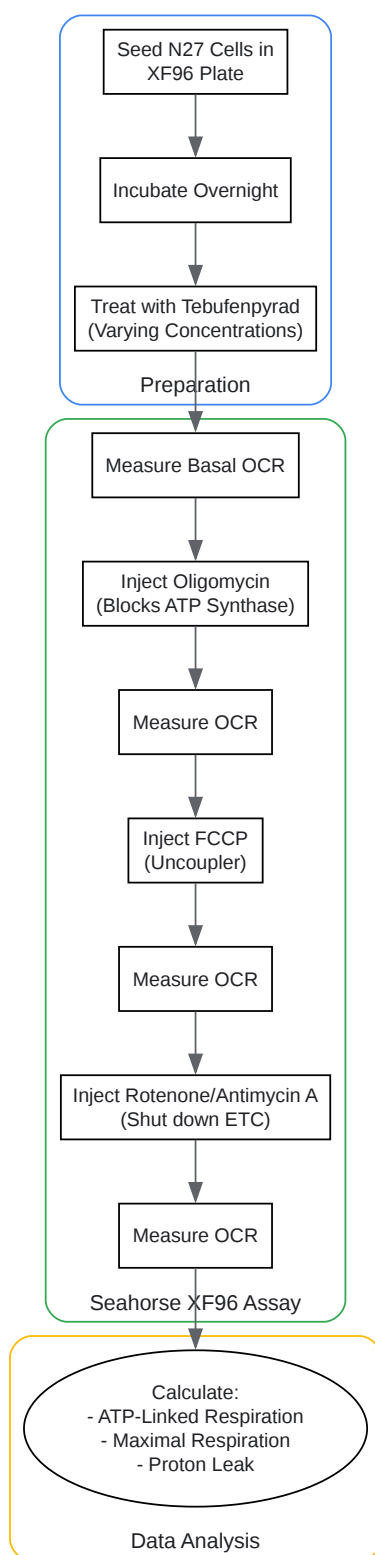 Seed N27 Cells in
XF96 Plate
Incubate Overnight
Treat with Tebufenpyrad
(Varying Concentrations)
Preparation
Measure Basal OCR
Inject Oligomycin
(Blocks ATP Synthase)
Measure OCR
Inject FCCP
(Uncoupler)
Measure OCR
Inject Rotenone/Antimycin A
(Shut down ETC)
Measure OCR
Seahorse XF96 Assay
Calculate:
- ATP-Linked Respiration
- Maximal Respiration
- Proton Leak
Data Analysis